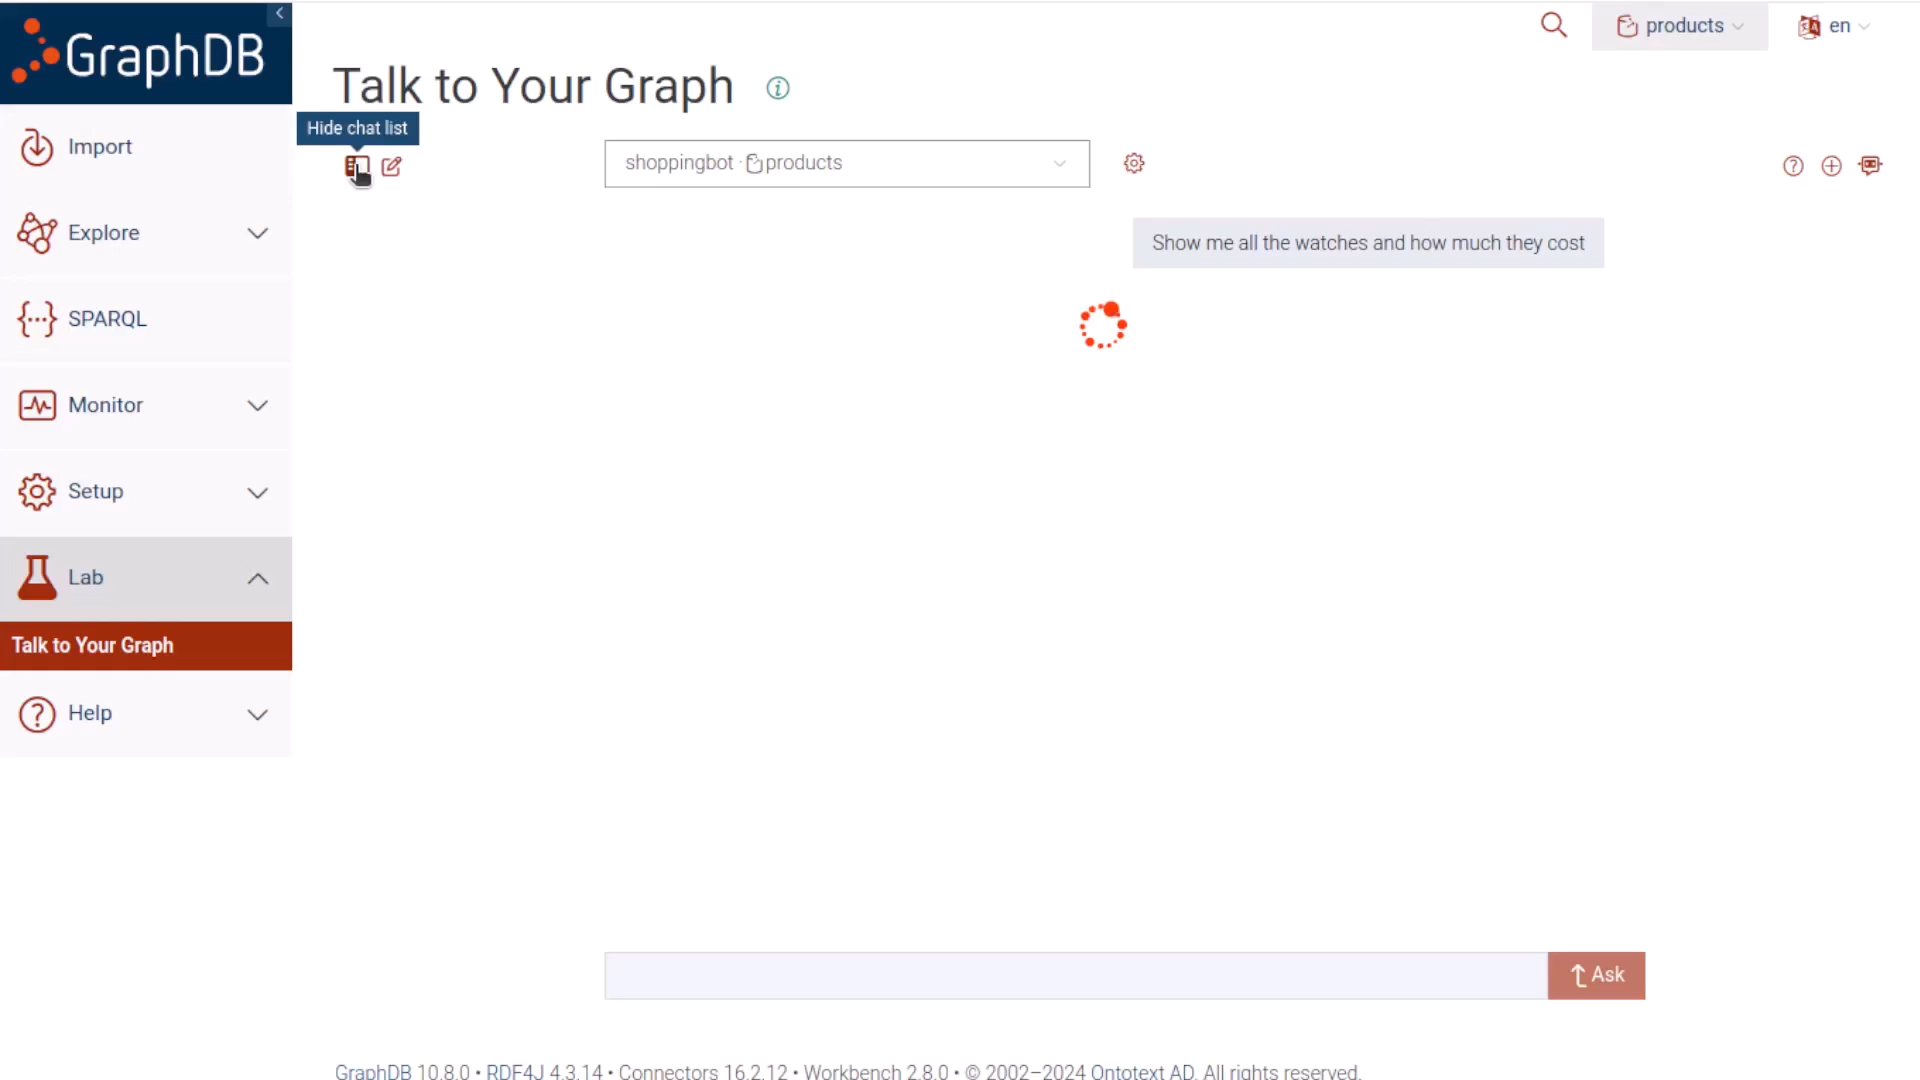 GraphDB
products
en
Talk to Your Graph
Hide chat list
Import
shoppingbot · products
Explore
Show me all the watches and how much they cost
SPARQL
Monitor
Setup
Lab
Talk to Your Graph
Help
Ask
GraphDB 10.8.0 • RDF4J 4.3.14 • Connectors 16.2.12 • Workbench 2.8.0 • © 2002–2024 Ontotext AD. All rights reserved.